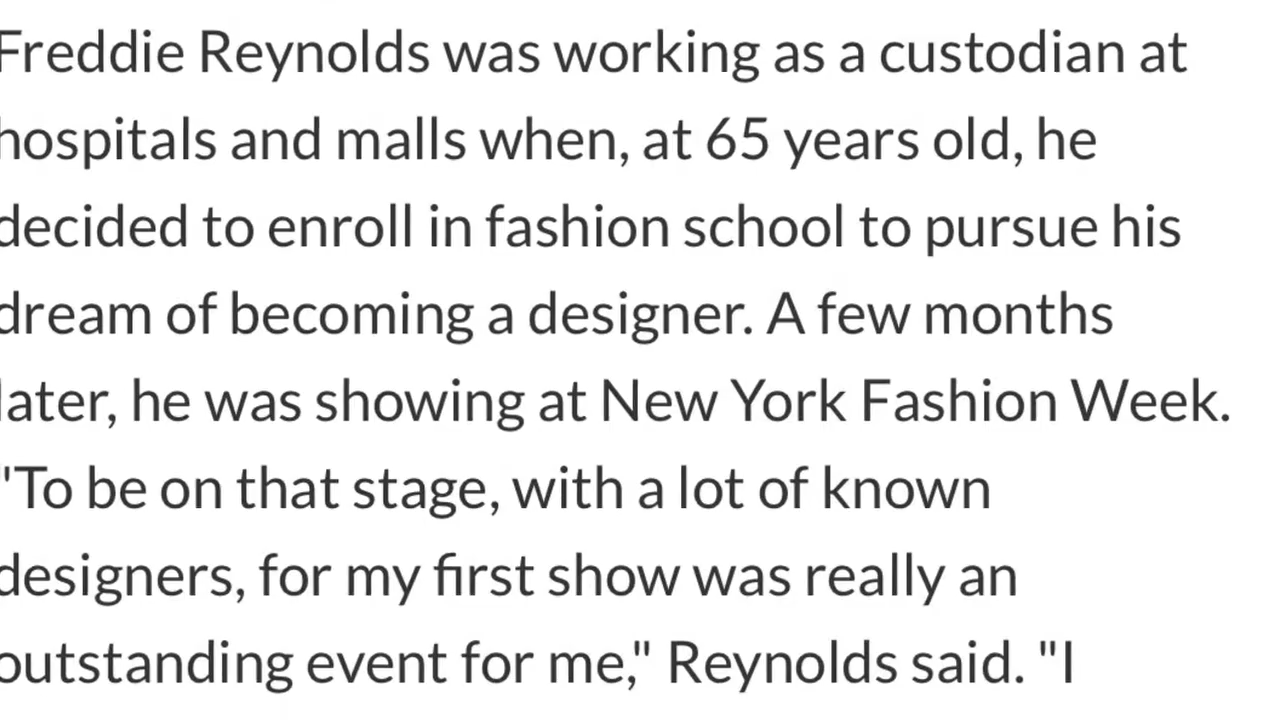 Freddie Reynolds was working as a custodian at
hospitals and malls when, at 65 years old, he
decided to enroll in fashion school to pursue his
dream of becoming a designer. A few months
later, he was showing at New York Fashion Week.
"To be on that stage, with a lot of known
designers, for my first show was really an
outstanding event for me," Reynolds said. "I